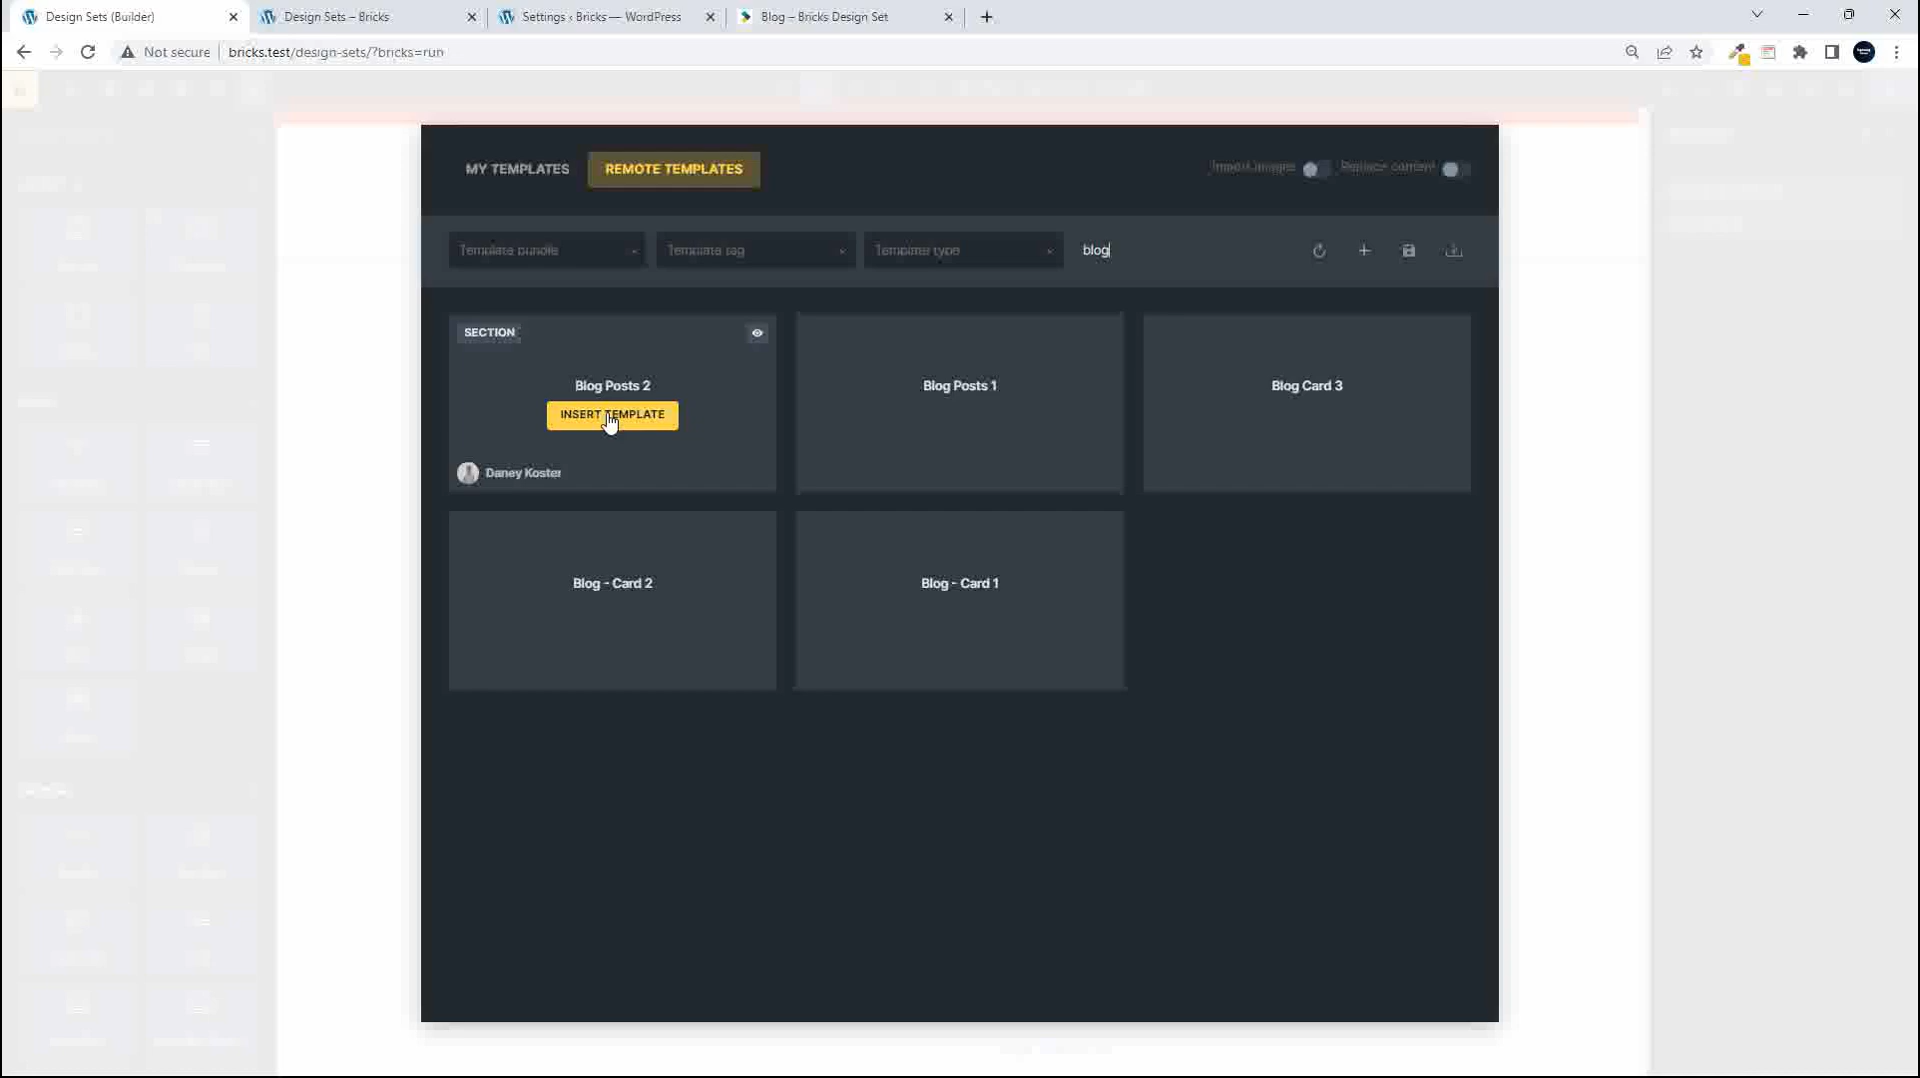 Design Sets (Builder)
Design Sets – Bricks
Settings ‹ Bricks — WordPress
Blog – Bricks Design Set
Not secure
bricks.test/design-sets/?bricks=run
MY TEMPLATES
REMOTE TEMPLATES
Import images
Replace content
Template bundle
Template tag
Template type
blog
SECTION
Blog Posts 2
INSERT TEMPLATE
Daney Koster
Blog Posts 1
Blog Card 3
Blog - Card 2
Blog - Card 1